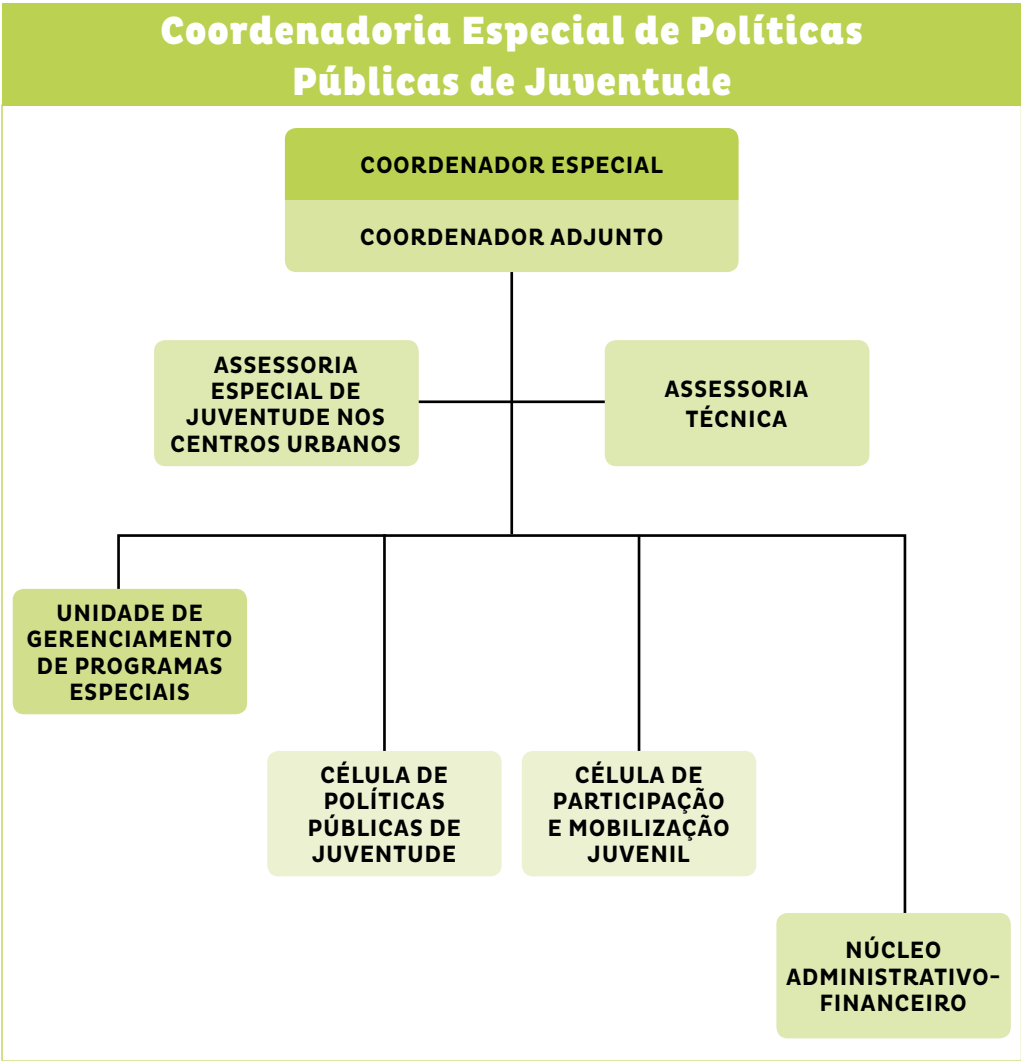 Coordenadoria Especial de Políticas
Públicas de Juventude
COORDENADOR ESPECIAL
COORDENADOR ADJUNTO
ASSESSORIA
ESPECIAL DE
JUVENTUDE NOS
CENTROS URBANOS
ASSESSORIA
TÉCNICA
UNIDADE DE
GERENCIAMENTO
DE PROGRAMAS
ESPECIAIS
CÉLULA DE
POLÍTICAS
PÚBLICAS DE
JUVENTUDE
CÉLULA DE
PARTICIPAÇÃO
E MOBILIZAÇÃO
JUVENIL
NÚCLEO
ADMINISTRATIVO-
FINANCEIRO